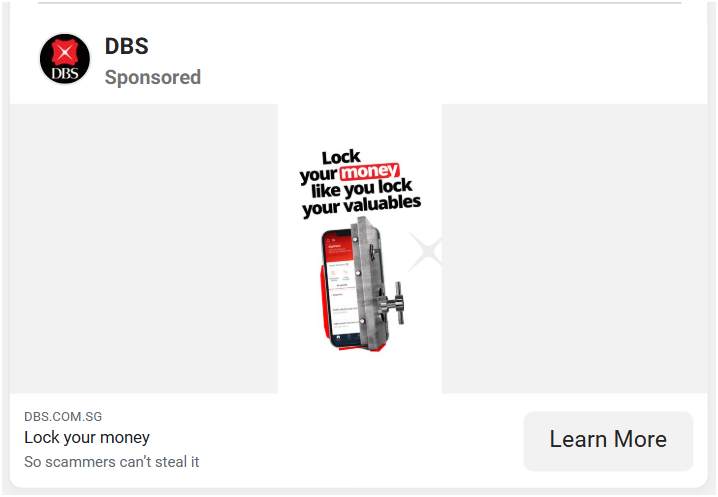 DBS
DBS
Sponsored
Lock
your money
like you lock
your valuables
DBS.COM.SG
Lock your money
So scammers can’t steal it
Learn More